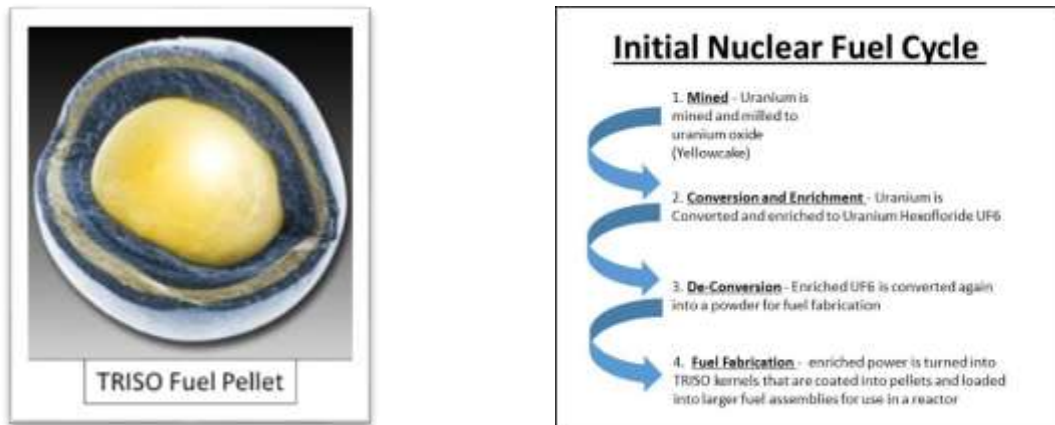 TRISO Fuel Pellet
Initial Nuclear Fuel Cycle
1. Mined - Uranium is
mined and milled to
uranium oxide
(Yellowcake)
2. Conversion and Enrichment - Uranium is
Converted and enriched to Uranium Hexofloride UF6
3. De-Conversion - Enriched UF6 is converted again
into a powder for fuel fabrication
4. Fuel Fabrication - enriched power is turned into
TRISO kernels that are coated into pellets and loaded
into larger fuel assemblies for use in a reactor